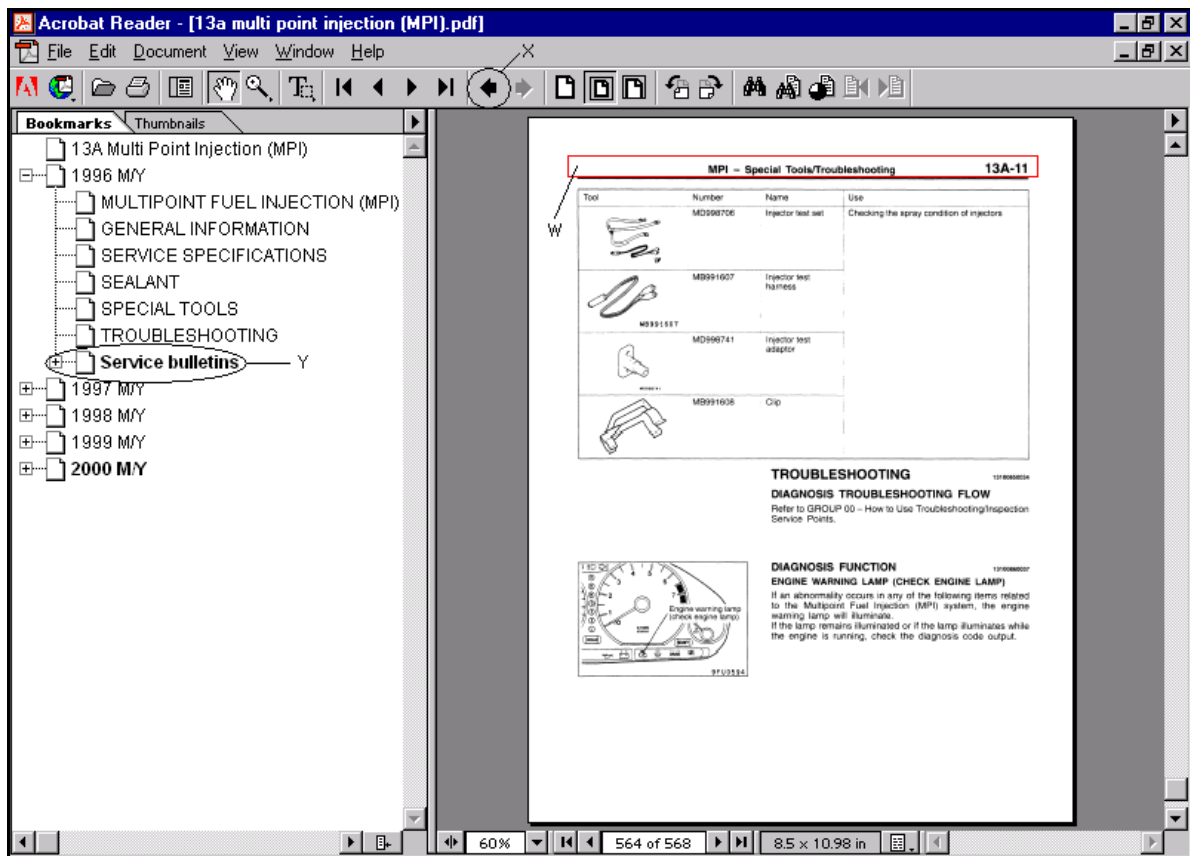 Acrobat Reader - [13a multi point injection (MPI).pdf]
File Edit Document View Window Help
X
Bookmarks Thumbnails
13A Multi Point Injection (MPI)
1996 M/Y
MULTIPOINT FUEL INJECTION (MPI)
GENERAL INFORMATION
SERVICE SPECIFICATIONS
SEALANT
SPECIAL TOOLS
TROUBLESHOOTING
Service bulletins
Y
1997 M/Y
1998 M/Y
1999 M/Y
2000 M/Y
MPI – Special Tools/Troubleshooting 13A-11
W
Tool Number Name Use
MD998706 Injector test set Checking the spray condition of injectors
MB991607 Injector test
harness
MB991607
MD998741 Injector test
adaptor
MB991608 Clip
TROUBLESHOOTING
DIAGNOSIS TROUBLESHOOTING FLOW
Refer to GROUP 00 – How to Use Troubleshooting/Inspection
Service Points.
DIAGNOSIS FUNCTION
ENGINE WARNING LAMP (CHECK ENGINE LAMP)
If an abnormality occurs in any of the following items related
to the Multipoint Fuel Injection (MPI) system, the engine
warning lamp will illuminate.
If the lamp remains illuminated or if the lamp illuminates while
the engine is running, check the diagnosis code output.
Engine warning lamp
(check engine lamp)
9FU0594
60% 564 of 568 8.5 x 10.98 in